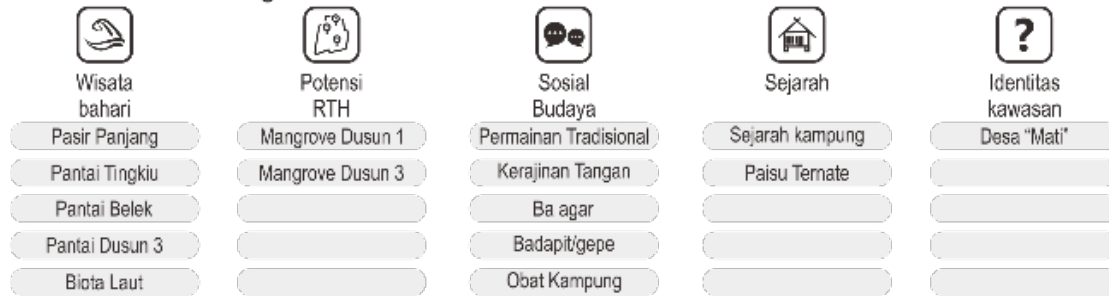 Wisata
bahari
Pasir Panjang
Pantai Tingkiu
Pantai Belek
Pantai Dusun 3
Biota Laut
Potensi
RTH
Mangrove Dusun 1
Mangrove Dusun 3
Sosial
Budaya
Permainan Tradisional
Kerajinan Tangan
Ba agar
Badapit/gepe
Obat Kampung
Sejarah
Sejarah kampung
Paisu Ternate
?
Identitas
kawasan
Desa "Mati"